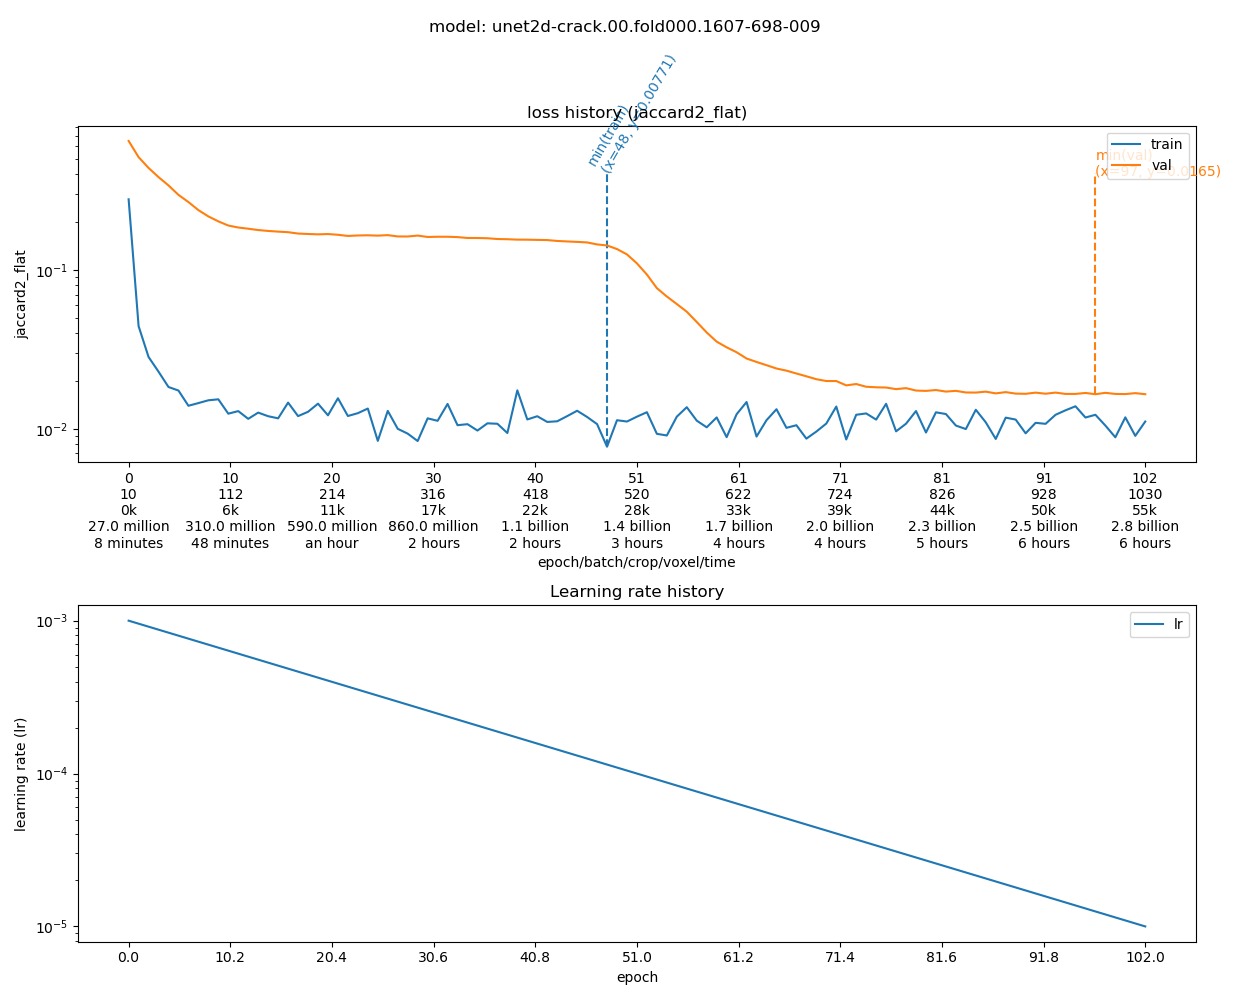 model: unet2d-crack.00.fold000.1607-698-009
loss history (jaccard2_flat)
min(train)
(x=48, y=0.00771)
min(val)
(x=97, y=0.0165)
train
val
jaccard2_flat
10⁻¹
10⁻²
0 10 20 30 40 51 61 71 81 91 102
10 112 214 316 418 520 622 724 826 928 1030
0k 6k 11k 17k 22k 28k 33k 39k 44k 50k 55k
27.0 million 310.0 million 590.0 million 860.0 million 1.1 billion 1.4 billion 1.7 billion 2.0 billion 2.3 billion 2.5 billion 2.8 billion
8 minutes 48 minutes an hour 2 hours 2 hours 3 hours 4 hours 4 hours 5 hours 6 hours 6 hours
epoch/batch/crop/voxel/time
Learning rate history
lr
learning rate (lr)
10⁻³
10⁻⁴
10⁻⁵
0.0 10.2 20.4 30.6 40.8 51.0 61.2 71.4 81.6 91.8 102.0
epoch